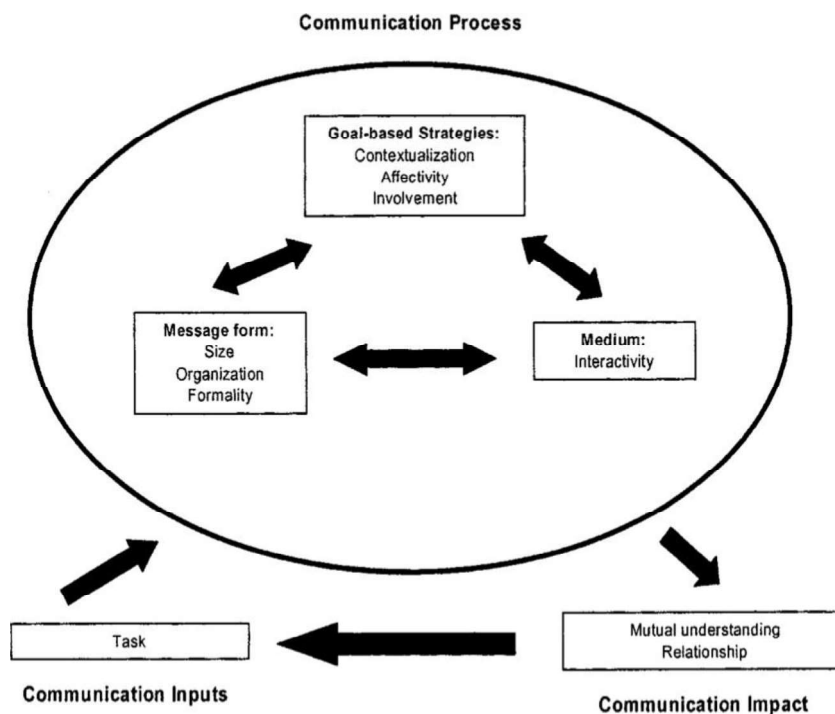 Communication Process
Goal-based Strategies:
Contextualization
Affectivity
Involvement
Message form:
Size
Organization
Formality
Medium:
Interactivity
Task
Mutual understanding
Relationship
Communication Inputs
Communication Impact